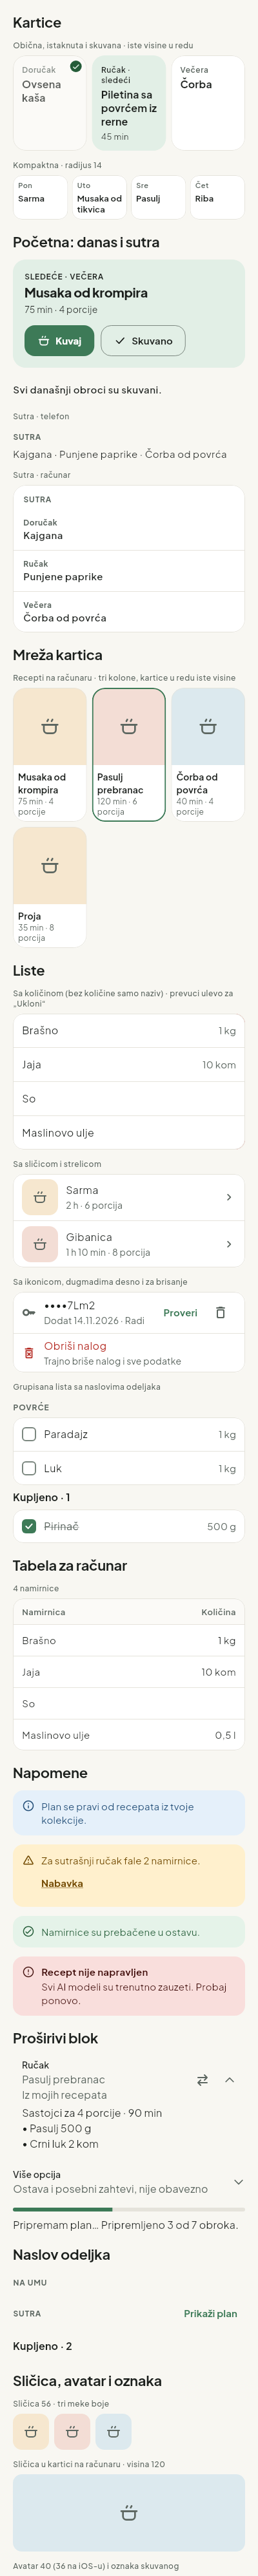 Kartice
Obična, istaknuta i skuvana · iste visine u redu
Doručak
Ovsena
kaša
Ručak ·
sledeći
Piletina sa
povrćem iz
rerne
45 min
Večera
Čorba
Kompaktna · radijus 14
Pon
Sarma
Uto
Musaka od
tikvica
Sre
Pasulj
Čet
Riba
Početna: danas i sutra
SLEDEĆE · VEČERA
Musaka od krompira
75 min · 4 porcije
Kuvaj
Skuvano
Svi današnji obroci su skuvani.
Sutra · telefon
SUTRA
Kajgana · Punjene paprike · Čorba od povrća
Sutra · računar
SUTRA
Doručak
Kajgana
Ručak
Punjene paprike
Večera
Čorba od povrća
Mreža kartica
Recepti na računaru · tri kolone, kartice u redu iste visine
Musaka od
krompira
75 min · 4
porcije
Pasulj
prebranac
120 min · 6
porcija
Čorba od
povrća
40 min · 4
porcije
Proja
35 min · 8
porcija
Liste
Sa količinom (bez količine samo naziv) · prevuci ulevo za
„Ukloni“
Brašno 1 kg
Jaja 10 kom
So
Maslinovo ulje
Sa sličicom i strelicom
Sarma
2 h · 6 porcija
Gibanica
1 h 10 min · 8 porcija
Sa ikonicom, dugmadima desno i za brisanje
••••7Lm2
Dodat 14.11.2026 · Radi
Proveri
Obriši nalog
Trajno briše nalog i sve podatke
Grupisana lista sa naslovima odeljaka
POVRĆE
Paradajz 1 kg
Luk 1 kg
Kupljeno · 1
Pirinač 500 g
Tabela za računar
4 namirnice
Namirnica Količina
Brašno 1 kg
Jaja 10 kom
So
Maslinovo ulje 0,5 l
Napomene
Plan se pravi od recepata iz tvoje
kolekcije.
Za sutrašnji ručak fale 2 namirnice.
Nabavka
Namirnice su prebačene u ostavu.
Recept nije napravljen
Svi AI modeli su trenutno zauzeti. Probaj
ponovo.
Proširivi blok
Ručak
Pasulj prebranac
Iz mojih recepata
Sastojci za 4 porcije · 90 min
• Pasulj 500 g
• Crni luk 2 kom
Više opcija
Ostava i posebni zahtevi, nije obavezno
Pripremam plan… Pripremljeno 3 od 7 obroka.
Naslov odeljka
NA UMU
SUTRA Prikaži plan
Kupljeno · 2
Sličica, avatar i oznaka
Sličica 56 · tri meke boje
Sličica u kartici na računaru · visina 120
Avatar 40 (36 na iOS-u) i oznaka skuvanog